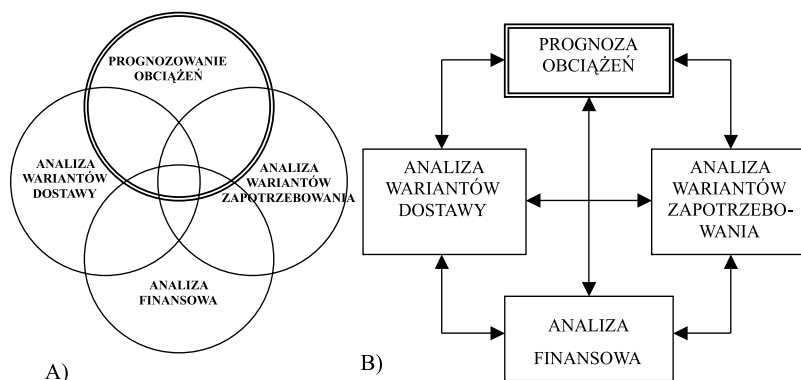 PROGNOZOWANIE
OBCIĄŻEŃ
ANALIZA
WARIANTÓW
DOSTAWY
ANALIZA
WARIANTÓW
ZAPOTRZEBOWANIA
ANALIZA
FINANSOWA
A)
PROGNOZA
OBCIĄŻEŃ
ANALIZA
WARIANTÓW
DOSTAWY
ANALIZA
WARIANTÓW
ZAPOTRZEBO-
WANIA
ANALIZA
FINANSOWA
B)